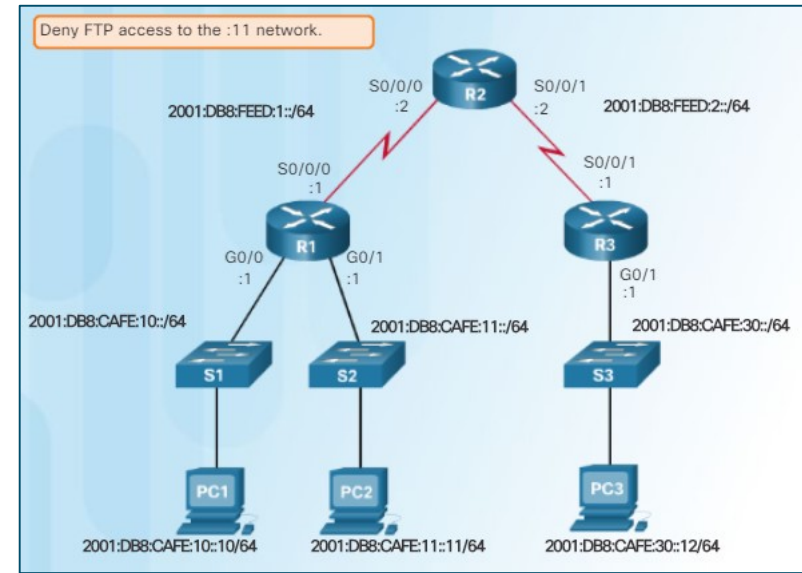 Deny FTP access to the :11 network.
R2
S0/0/0
:2
S0/0/1
:2
2001:DB8:FEED:1::/64
2001:DB8:FEED:2::/64
S0/0/0
:1
S0/0/1
:1
R1
R3
G0/0
:1
G0/1
:1
G0/1
:1
2001:DB8:CAFE:10::/64
2001:DB8:CAFE:11::/64
2001:DB8:CAFE:30::/64
S1
S2
S3
PC1
PC2
PC3
2001:DB8:CAFE:10::10/64
2001:DB8:CAFE:11::11/64
2001:DB8:CAFE:30::12/64